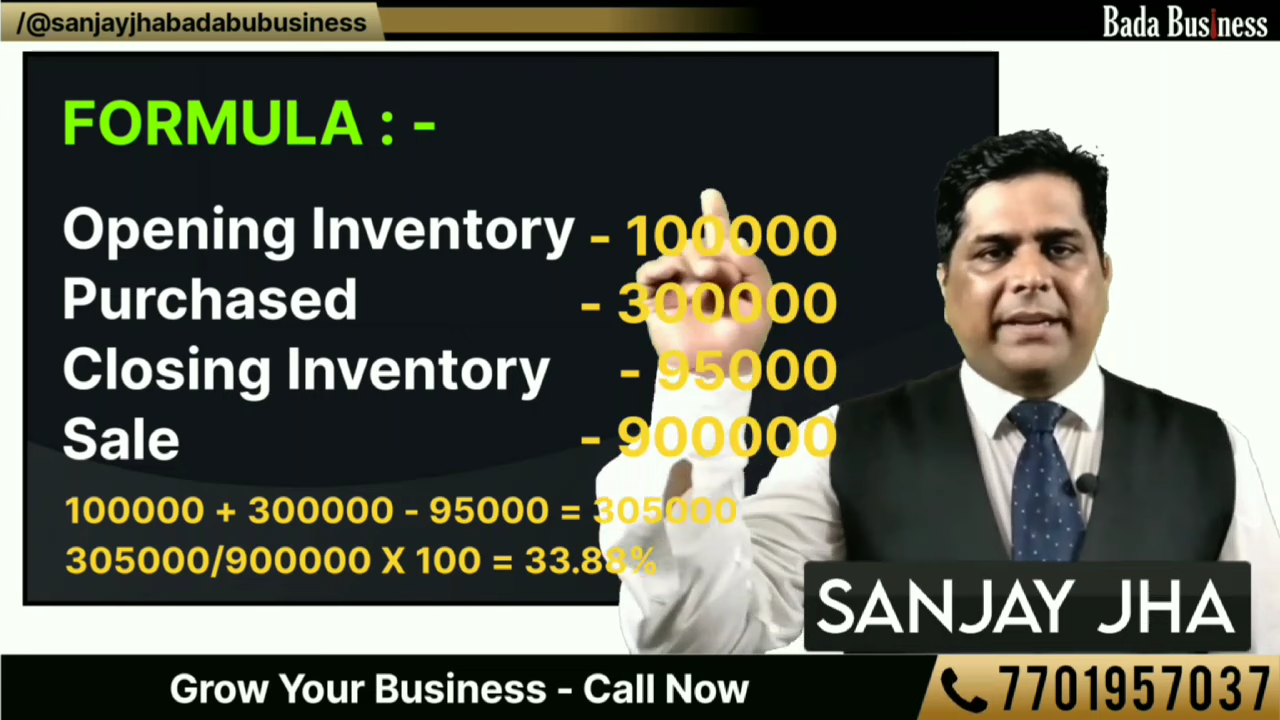 /@sanjayjhabadabubusiness
Bada Business
FORMULA : -
Opening Inventory - 100000
Purchased - 300000
Closing Inventory - 95000
Sale - 900000
100000 + 300000 - 95000 = 305000
305000/900000 X 100 = 33.88%
SANJAY JHA
Grow Your Business - Call Now
7701957037